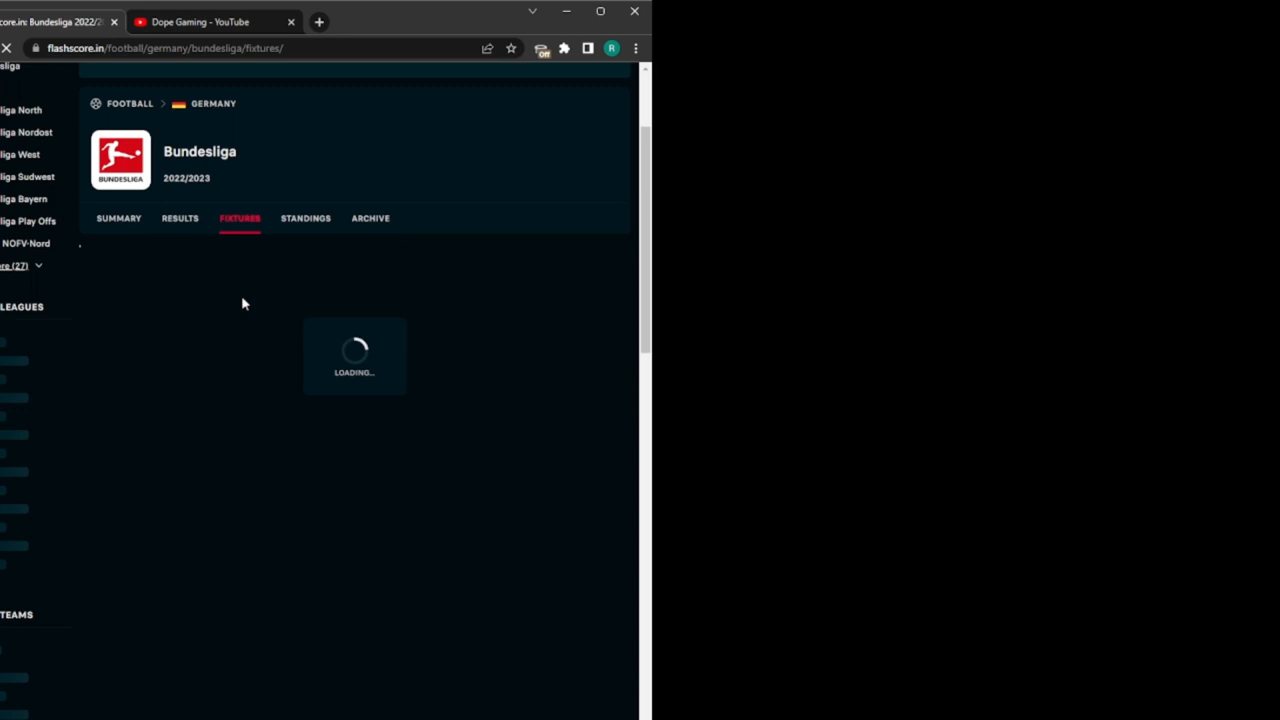 core.in: Bundesliga 2022/2
Dope Gaming - YouTube
flashscore.in/football/germany/bundesliga/fixtures/
Off
R
sliga
FOOTBALL
GERMANY
liga North
liga Nordost
Bundesliga
liga West
BUNDESLIGA
2022/2023
liga Sudwest
liga Bayern
liga Play Offs
SUMMARY RESULTS FIXTURES STANDINGS ARCHIVE
NOFV-Nord
re (27)
LEAGUES
LOADING...
TEAMS